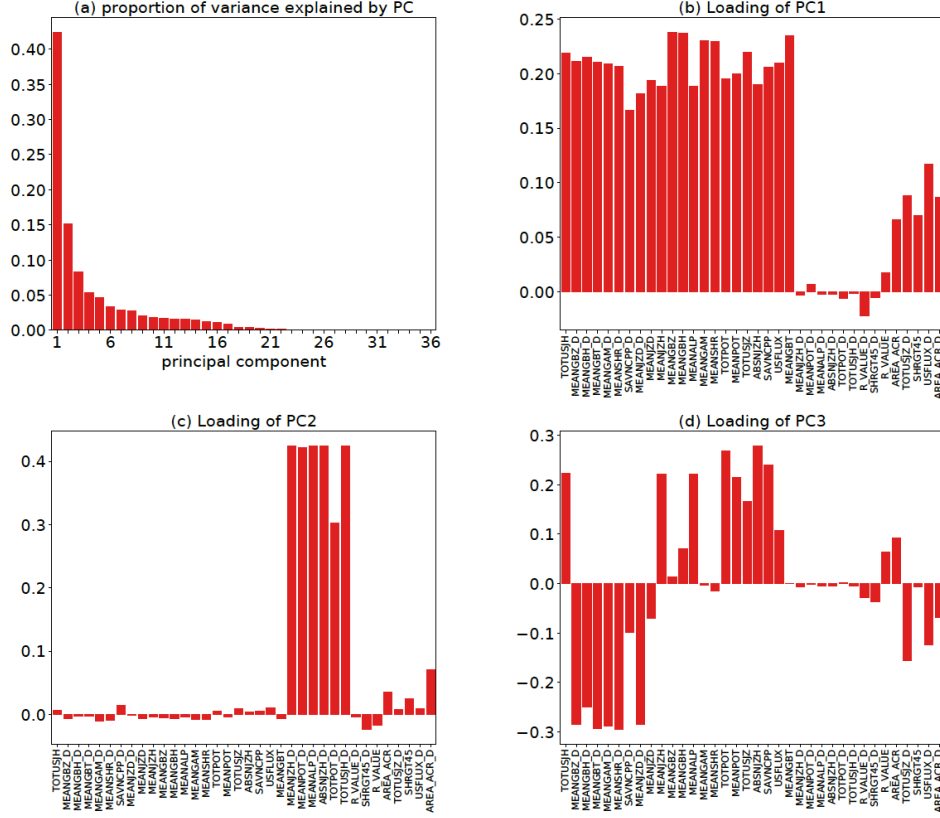 (a) proportion of variance explained by PC
0.40
0.35
0.30
0.25
0.20
0.15
0.10
0.05
0.00
1 6 11 16 21 26 31 36
principal component
(b) Loading of PC1
0.25
0.20
0.15
0.10
0.05
0.00
TOTUSJH
MEANGBZ_D
MEANGBH_D
MEANGBT_D
MEANGAM_D
MEANSHR_D
SAVNCPP_D
MEANJZD_D
MEANJZD
MEANJZH
MEANGBZ
MEANGBH
MEANALP
MEANGAM
MEANSHR
TOTPOT
MEANPOT
TOTUSJZ
ABSNJZH
SAVNCPP
USFLUX
MEANGBT
MEANJZH_D
MEANPOT_D
MEANALP_D
ABSNJZH_D
TOTPOT_D
TOTUSJH_D
R_VALUE_D
SHRGT45_D
R_VALUE
AREA_ACR
TOTUSJZ_D
SHRGT45
USFLUX_D
AREA_ACR_D
(c) Loading of PC2
0.4
0.3
0.2
0.1
0.0
TOTUSJH
MEANGBZ_D
MEANGBH_D
MEANGBT_D
MEANGAM_D
MEANSHR_D
SAVNCPP_D
MEANJZD_D
MEANJZD
MEANJZH
MEANGBZ
MEANGBH
MEANALP
MEANGAM
MEANSHR
TOTPOT
MEANPOT
TOTUSJZ
ABSNJZH
SAVNCPP
USFLUX
MEANGBT
MEANJZH_D
MEANPOT_D
MEANALP_D
ABSNJZH_D
TOTPOT_D
TOTUSJH_D
R_VALUE_D
SHRGT45_D
R_VALUE
AREA_ACR
TOTUSJZ_D
SHRGT45
USFLUX_D
AREA_ACR_D
(d) Loading of PC3
0.3
0.2
0.1
0.0
−0.1
−0.2
−0.3
TOTUSJH
MEANGBZ_D
MEANGBH_D
MEANGBT_D
MEANGAM_D
MEANSHR_D
SAVNCPP_D
MEANJZD_D
MEANJZD
MEANJZH
MEANGBZ
MEANGBH
MEANALP
MEANGAM
MEANSHR
TOTPOT
MEANPOT
TOTUSJZ
ABSNJZH
SAVNCPP
USFLUX
MEANGBT
MEANJZH_D
MEANPOT_D
MEANALP_D
ABSNJZH_D
TOTPOT_D
TOTUSJH_D
R_VALUE_D
SHRGT45_D
R_VALUE
AREA_ACR
TOTUSJZ_D
SHRGT45
USFLUX_D
AREA_ACR_D